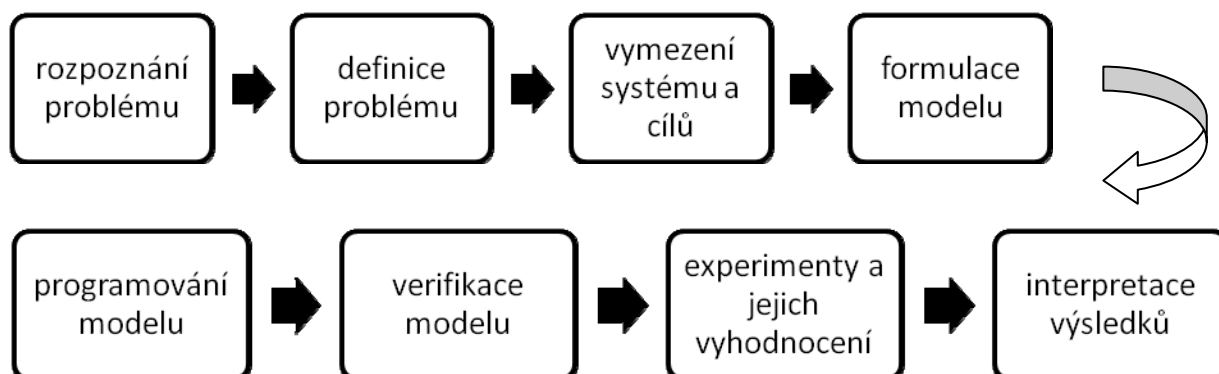 rozpoznání
problému
definice
problému
vymezení
systému a
cílů
formulace
modelu
programování
modelu
verifikace
modelu
experimenty a
jejich
vyhodnocení
interpretace
výsledků